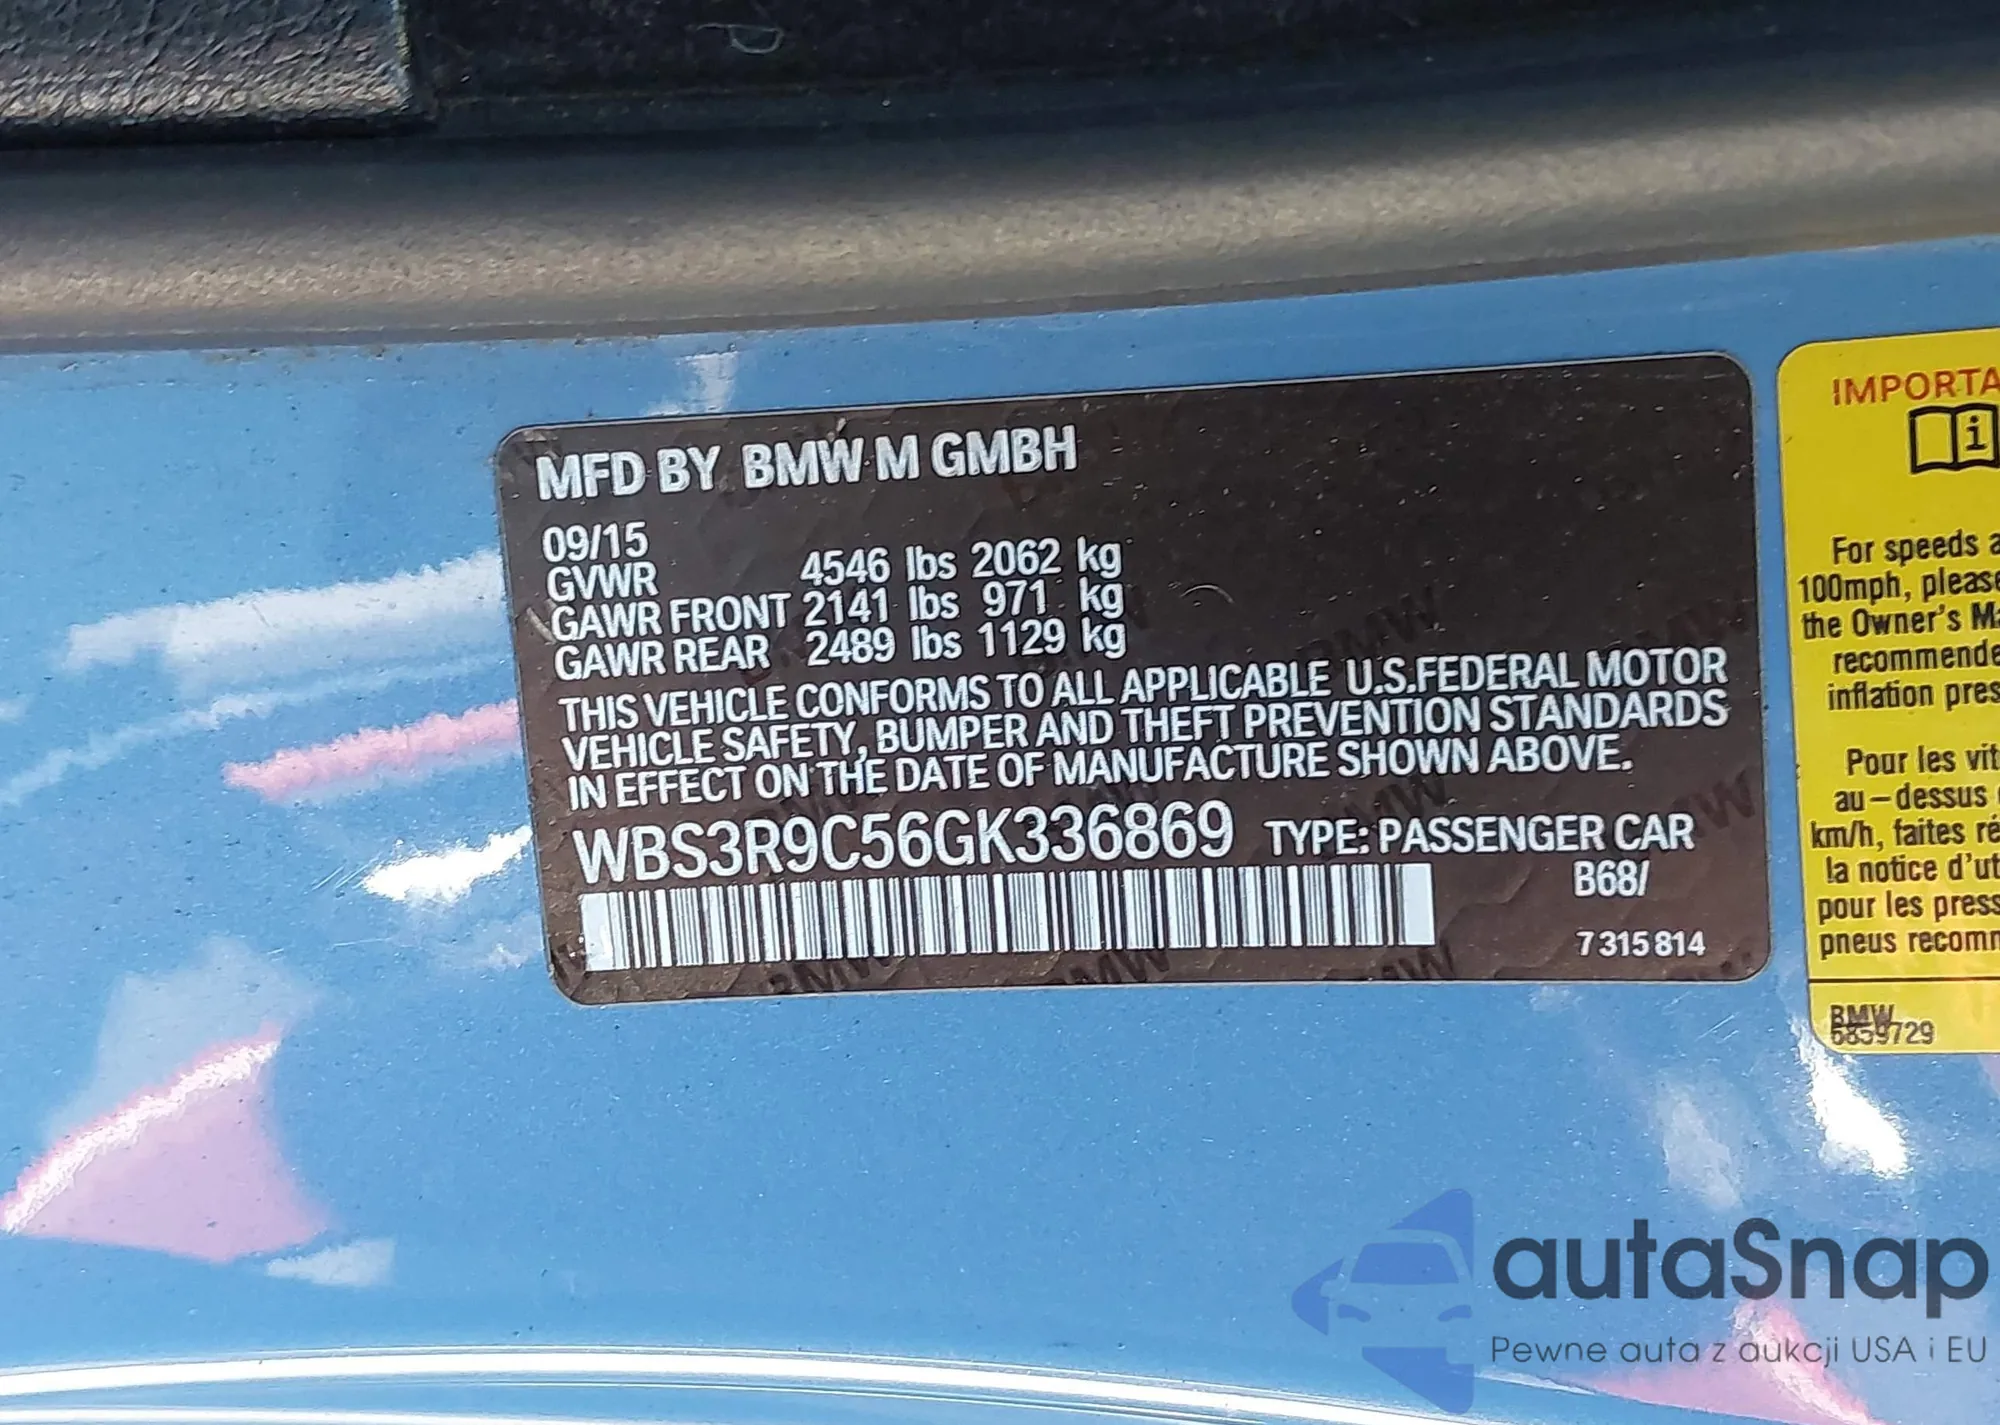 MFD BY BMW M GMBH
09/15
GVWR 4546 lbs 2062 kg
GAWR FRONT 2141 lbs 971 kg
GAWR REAR 2489 lbs 1129 kg
THIS VEHICLE CONFORMS TO ALL APPLICABLE U.S.FEDERAL MOTOR
VEHICLE SAFETY, BUMPER AND THEFT PREVENTION STANDARDS
IN EFFECT ON THE DATE OF MANUFACTURE SHOWN ABOVE.
WBS3R9C56GK336869 TYPE: PASSENGER CAR
B68/
7 315 814
IMPORTA
i
For speeds a
100mph, please
the Owner's Ma
recommende
inflation pres
Pour les vit
au-dessus
km/h, faites ré
la notice d'ut
pour les press
pneus recomm
BMW
6859729
autaSnap
Pewne auta z aukcji USA i EU